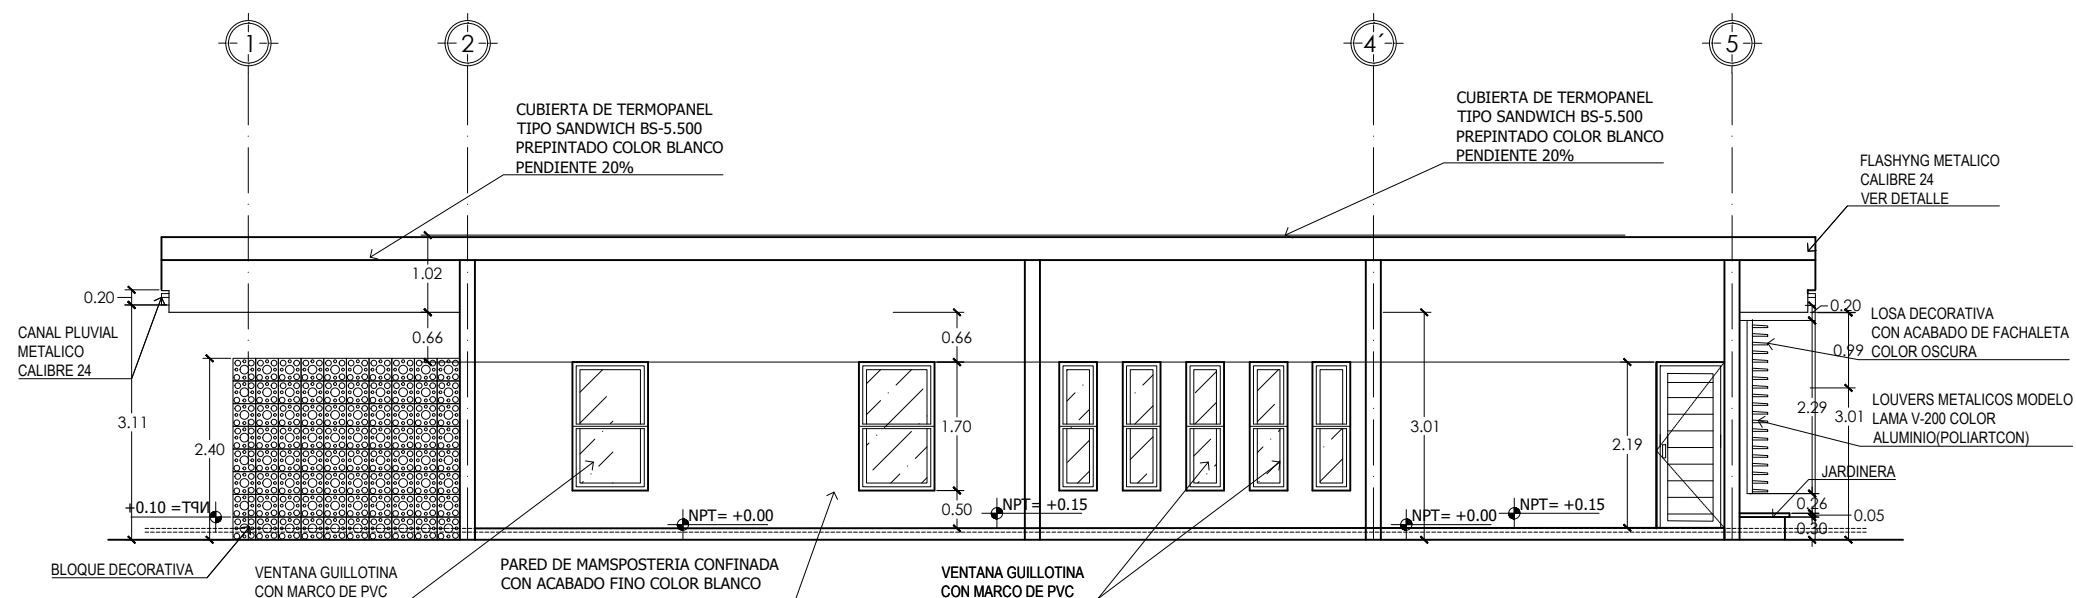 1
2
4´
5
CUBIERTA DE TERMOPANEL
TIPO SANDWICH BS-5.500
PREPINTADO COLOR BLANCO
PENDIENTE 20%
CUBIERTA DE TERMOPANEL
TIPO SANDWICH BS-5.500
PREPINTADO COLOR BLANCO
PENDIENTE 20%
FLASHYNG METALICO
CALIBRE 24
VER DETALLE
1.02
0.20
0.20
CANAL PLUVIAL
METALICO
CALIBRE 24
0.66
0.66
LOSA DECORATIVA
CON ACABADO DE FACHALETA
COLOR OSCURA
0.99
3.11
2.40
1.70
3.01
2.19
2.29
3.01
LOUVERS METALICOS MODELO
LAMA V-200 COLOR
ALUMINIO(POLIARTCON)
JARDINERA
NPT= +0.10
NPT= +0.00
0.50
NPT= +0.15
NPT= +0.00
NPT= +0.15
0.26
0.05
0.30
BLOQUE DECORATIVA
VENTANA GUILLOTINA
CON MARCO DE PVC
PARED DE MAMSPOSTERIA CONFINADA
CON ACABADO FINO COLOR BLANCO
VENTANA GUILLOTINA
CON MARCO DE PVC